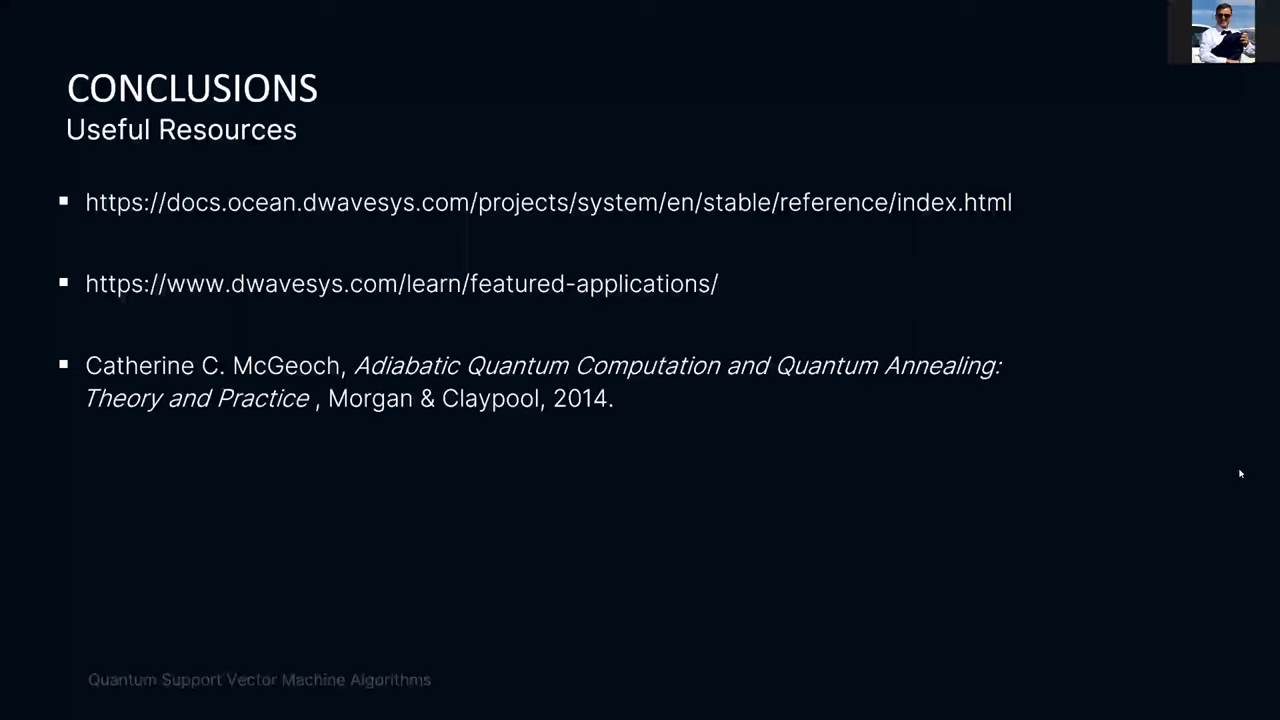 CONCLUSIONS
Useful Resources
▪ https://docs.ocean.dwavesys.com/projects/system/en/stable/reference/index.html
▪ https://www.dwavesys.com/learn/featured-applications/
▪ Catherine C. McGeoch, Adiabatic Quantum Computation and Quantum Annealing:
Theory and Practice , Morgan & Claypool, 2014.
Quantum Support Vector Machine Algorithms